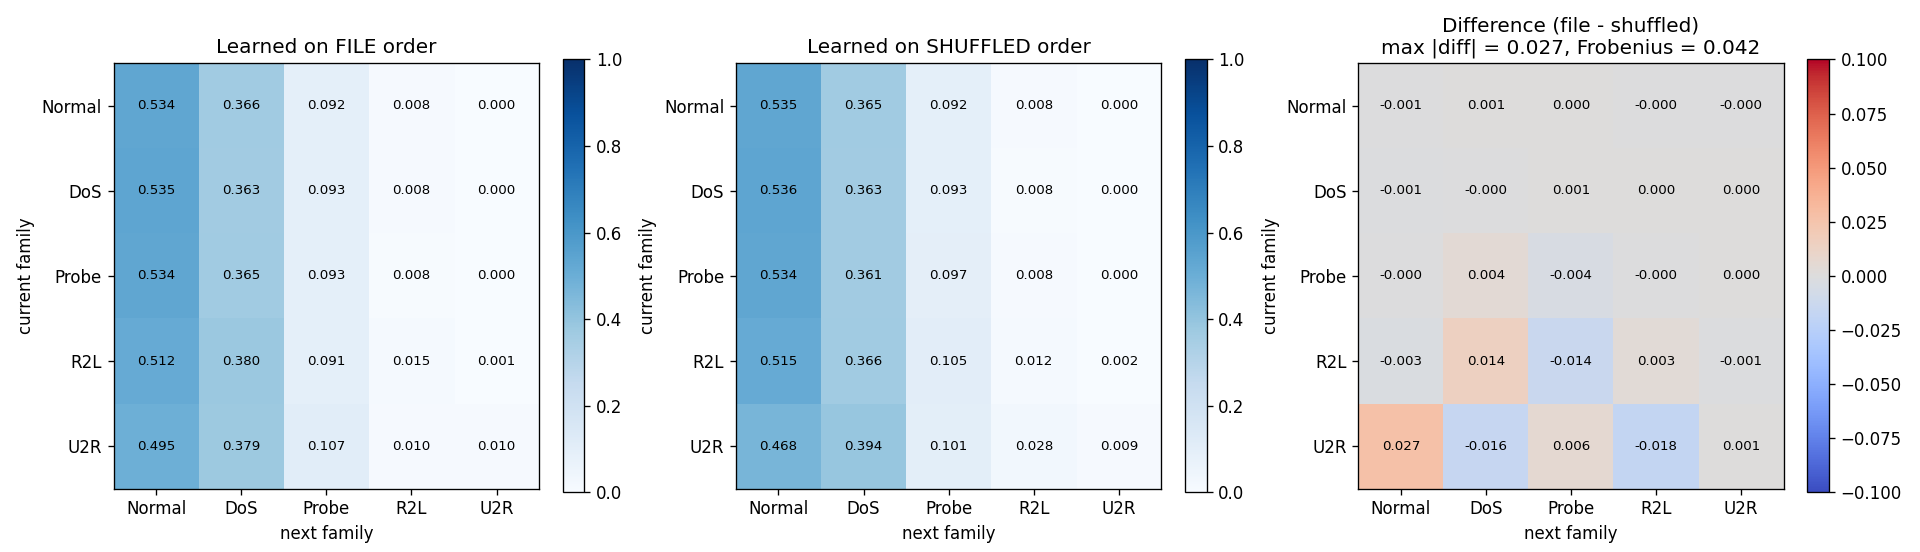 Learned on FILE order
current family
Normal 0.534 0.366 0.092 0.008 0.000
DoS 0.535 0.363 0.093 0.008 0.000
Probe 0.534 0.365 0.093 0.008 0.000
R2L 0.512 0.380 0.091 0.015 0.001
U2R 0.495 0.379 0.107 0.010 0.010
Normal DoS Probe R2L U2R
next family
1.0
0.8
0.6
0.4
0.2
0.0
Learned on SHUFFLED order
current family
Normal 0.535 0.365 0.092 0.008 0.000
DoS 0.536 0.363 0.093 0.008 0.000
Probe 0.534 0.361 0.097 0.008 0.000
R2L 0.515 0.366 0.105 0.012 0.002
U2R 0.468 0.394 0.101 0.028 0.009
Normal DoS Probe R2L U2R
next family
1.0
0.8
0.6
0.4
0.2
0.0
Difference (file - shuffled)
max |diff| = 0.027, Frobenius = 0.042
current family
Normal -0.001 0.001 0.000 -0.000 -0.000
DoS -0.001 -0.000 0.001 0.000 0.000
Probe -0.000 0.004 -0.004 -0.000 0.000
R2L -0.003 0.014 -0.014 0.003 -0.001
U2R 0.027 -0.016 0.006 -0.018 0.001
Normal DoS Probe R2L U2R
next family
0.100
0.075
0.050
0.025
0.000
−0.025
−0.050
−0.075
−0.100